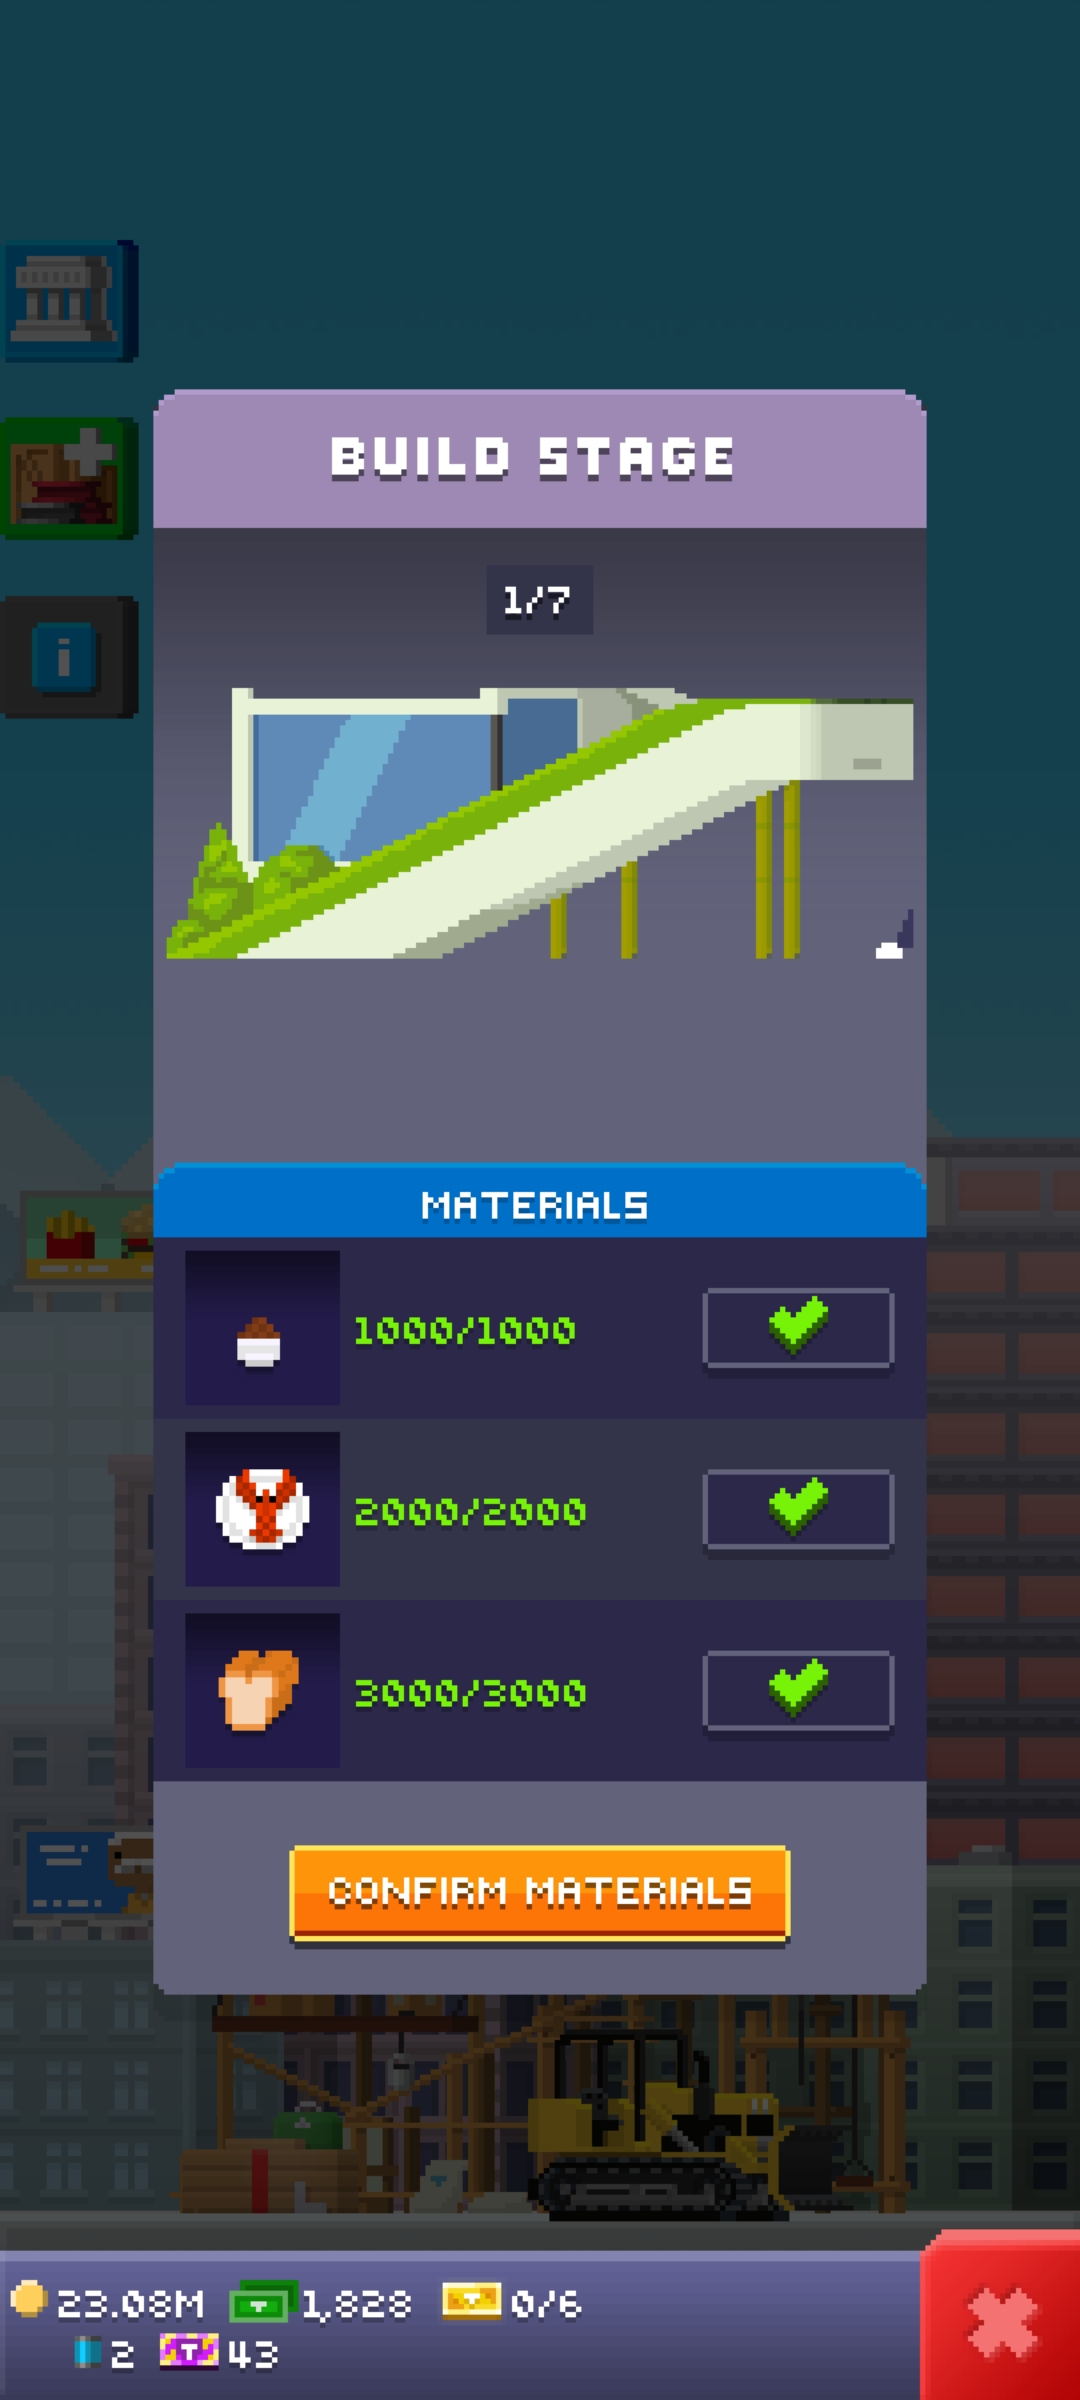 BUILD STAGE
1/7
MATERIALS
1000/1000
2000/2000
3000/3000
CONFIRM MATERIALS
23.08M 1,828 0/6
2 43